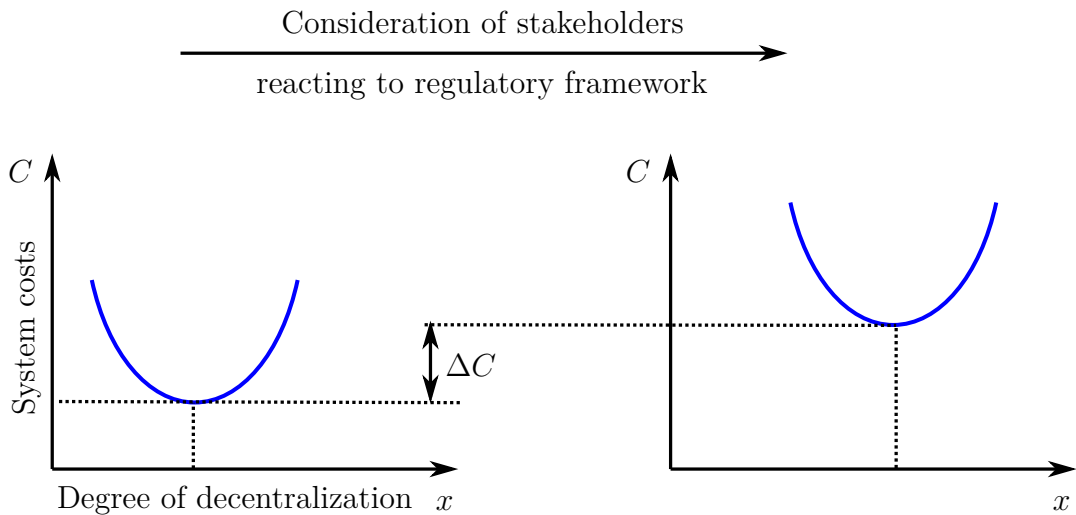 Consideration of stakeholders
reacting to regulatory framework
C
System costs
ΔC
Degree of decentralization x
C
x